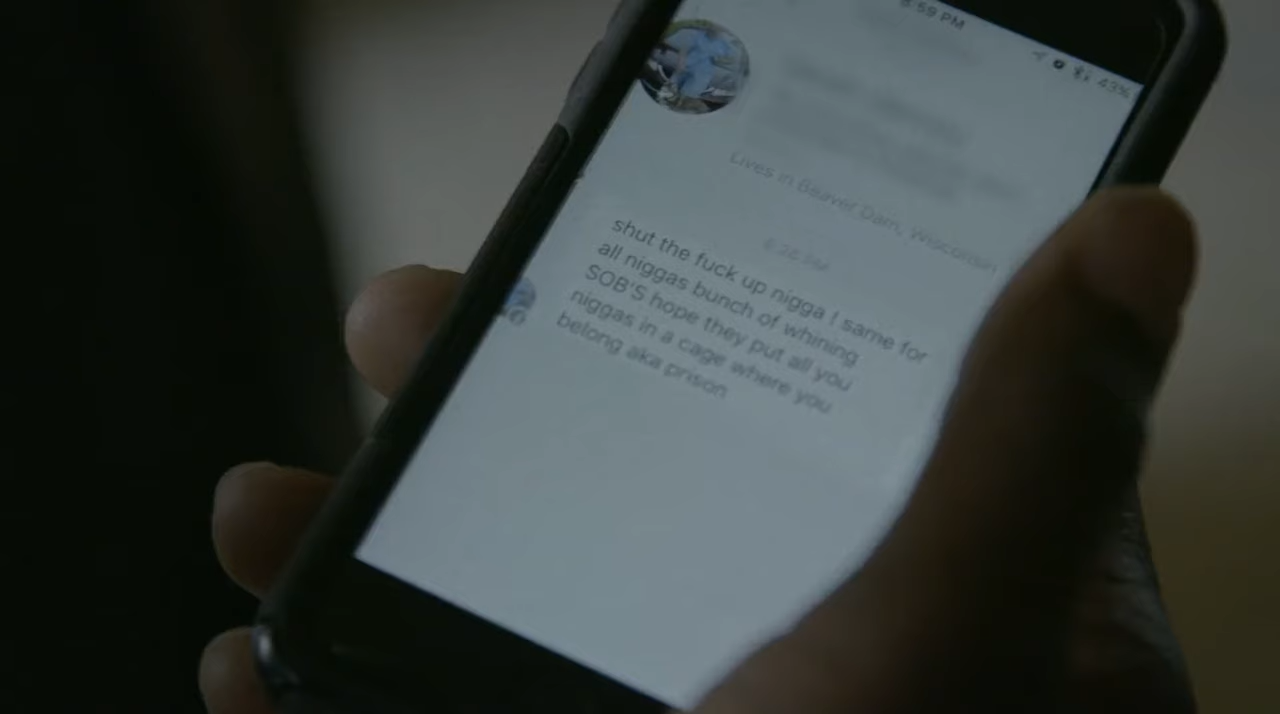 :59 PM
43%
Lives in Beaver Dam, Wisconsin
shut the fuck up nigga ! same for
all niggas bunch of whining
SOB'S hope they put all you
niggas in a cage where you
belong aka prison